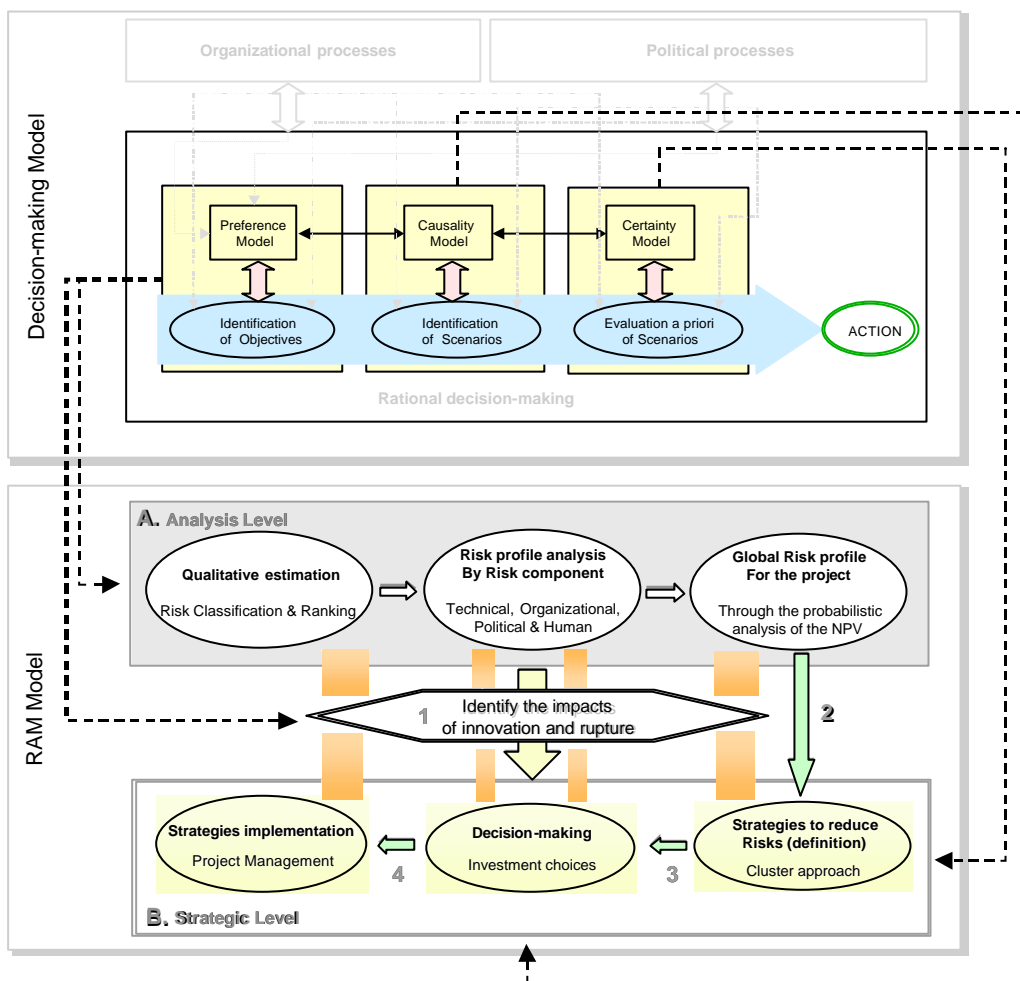 Organizational processes
Political processes
Decision-making Model
Preference
Model
Causality
Model
Certainty
Model
Identification
of Objectives
Identification
of Scenarios
Evaluation a priori
of Scenarios
ACTION
Rational decision-making
RAM Model
A. Analysis Level
Qualitative estimation
Risk Classification & Ranking
Risk profile analysis
By Risk component
Technical, Organizational,
Political & Human
Global Risk profile
For the project
Through the probabilistic
analysis of the NPV
1
Identify the impacts
of innovation and rupture
2
Strategies implementation
Project Management
4
Decision-making
Investment choices
3
Strategies to reduce
Risks (definition)
Cluster approach
B. Strategic Level